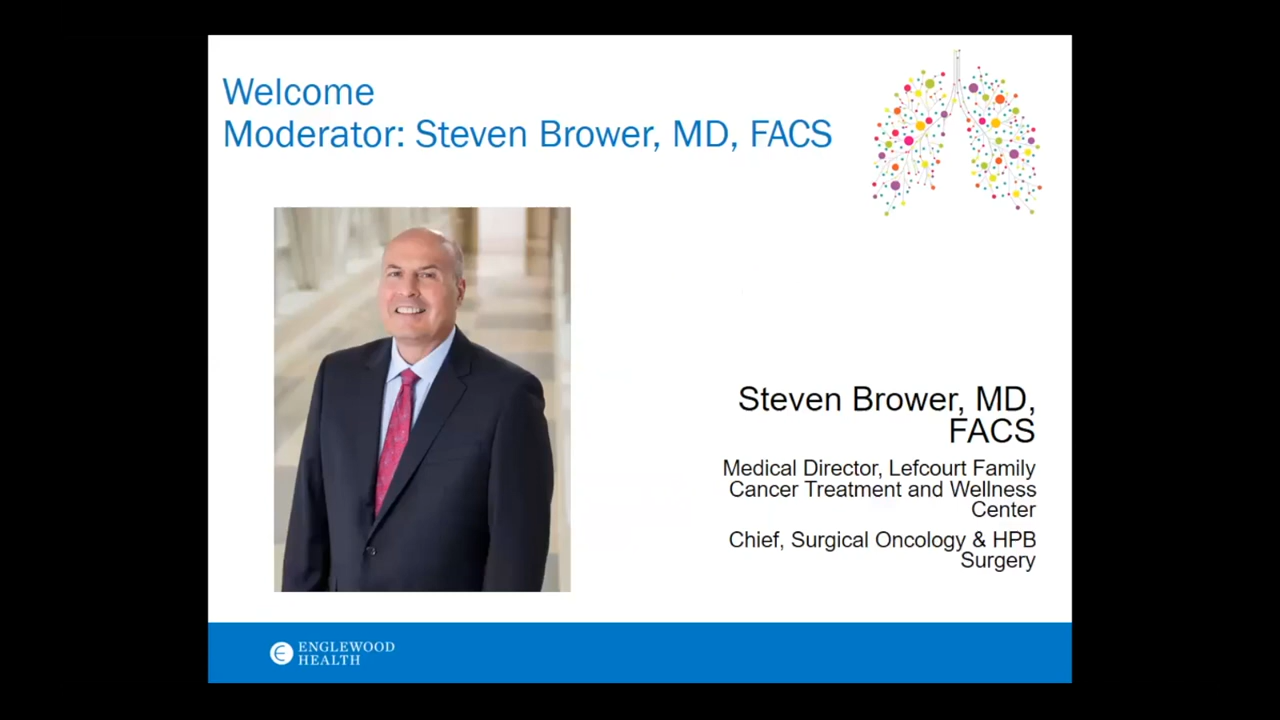 Welcome
Moderator: Steven Brower, MD, FACS
Steven Brower, MD,
FACS
Medical Director, Lefcourt Family
Cancer Treatment and Wellness
Center
Chief, Surgical Oncology & HPB
Surgery
ENGLEWOOD
HEALTH